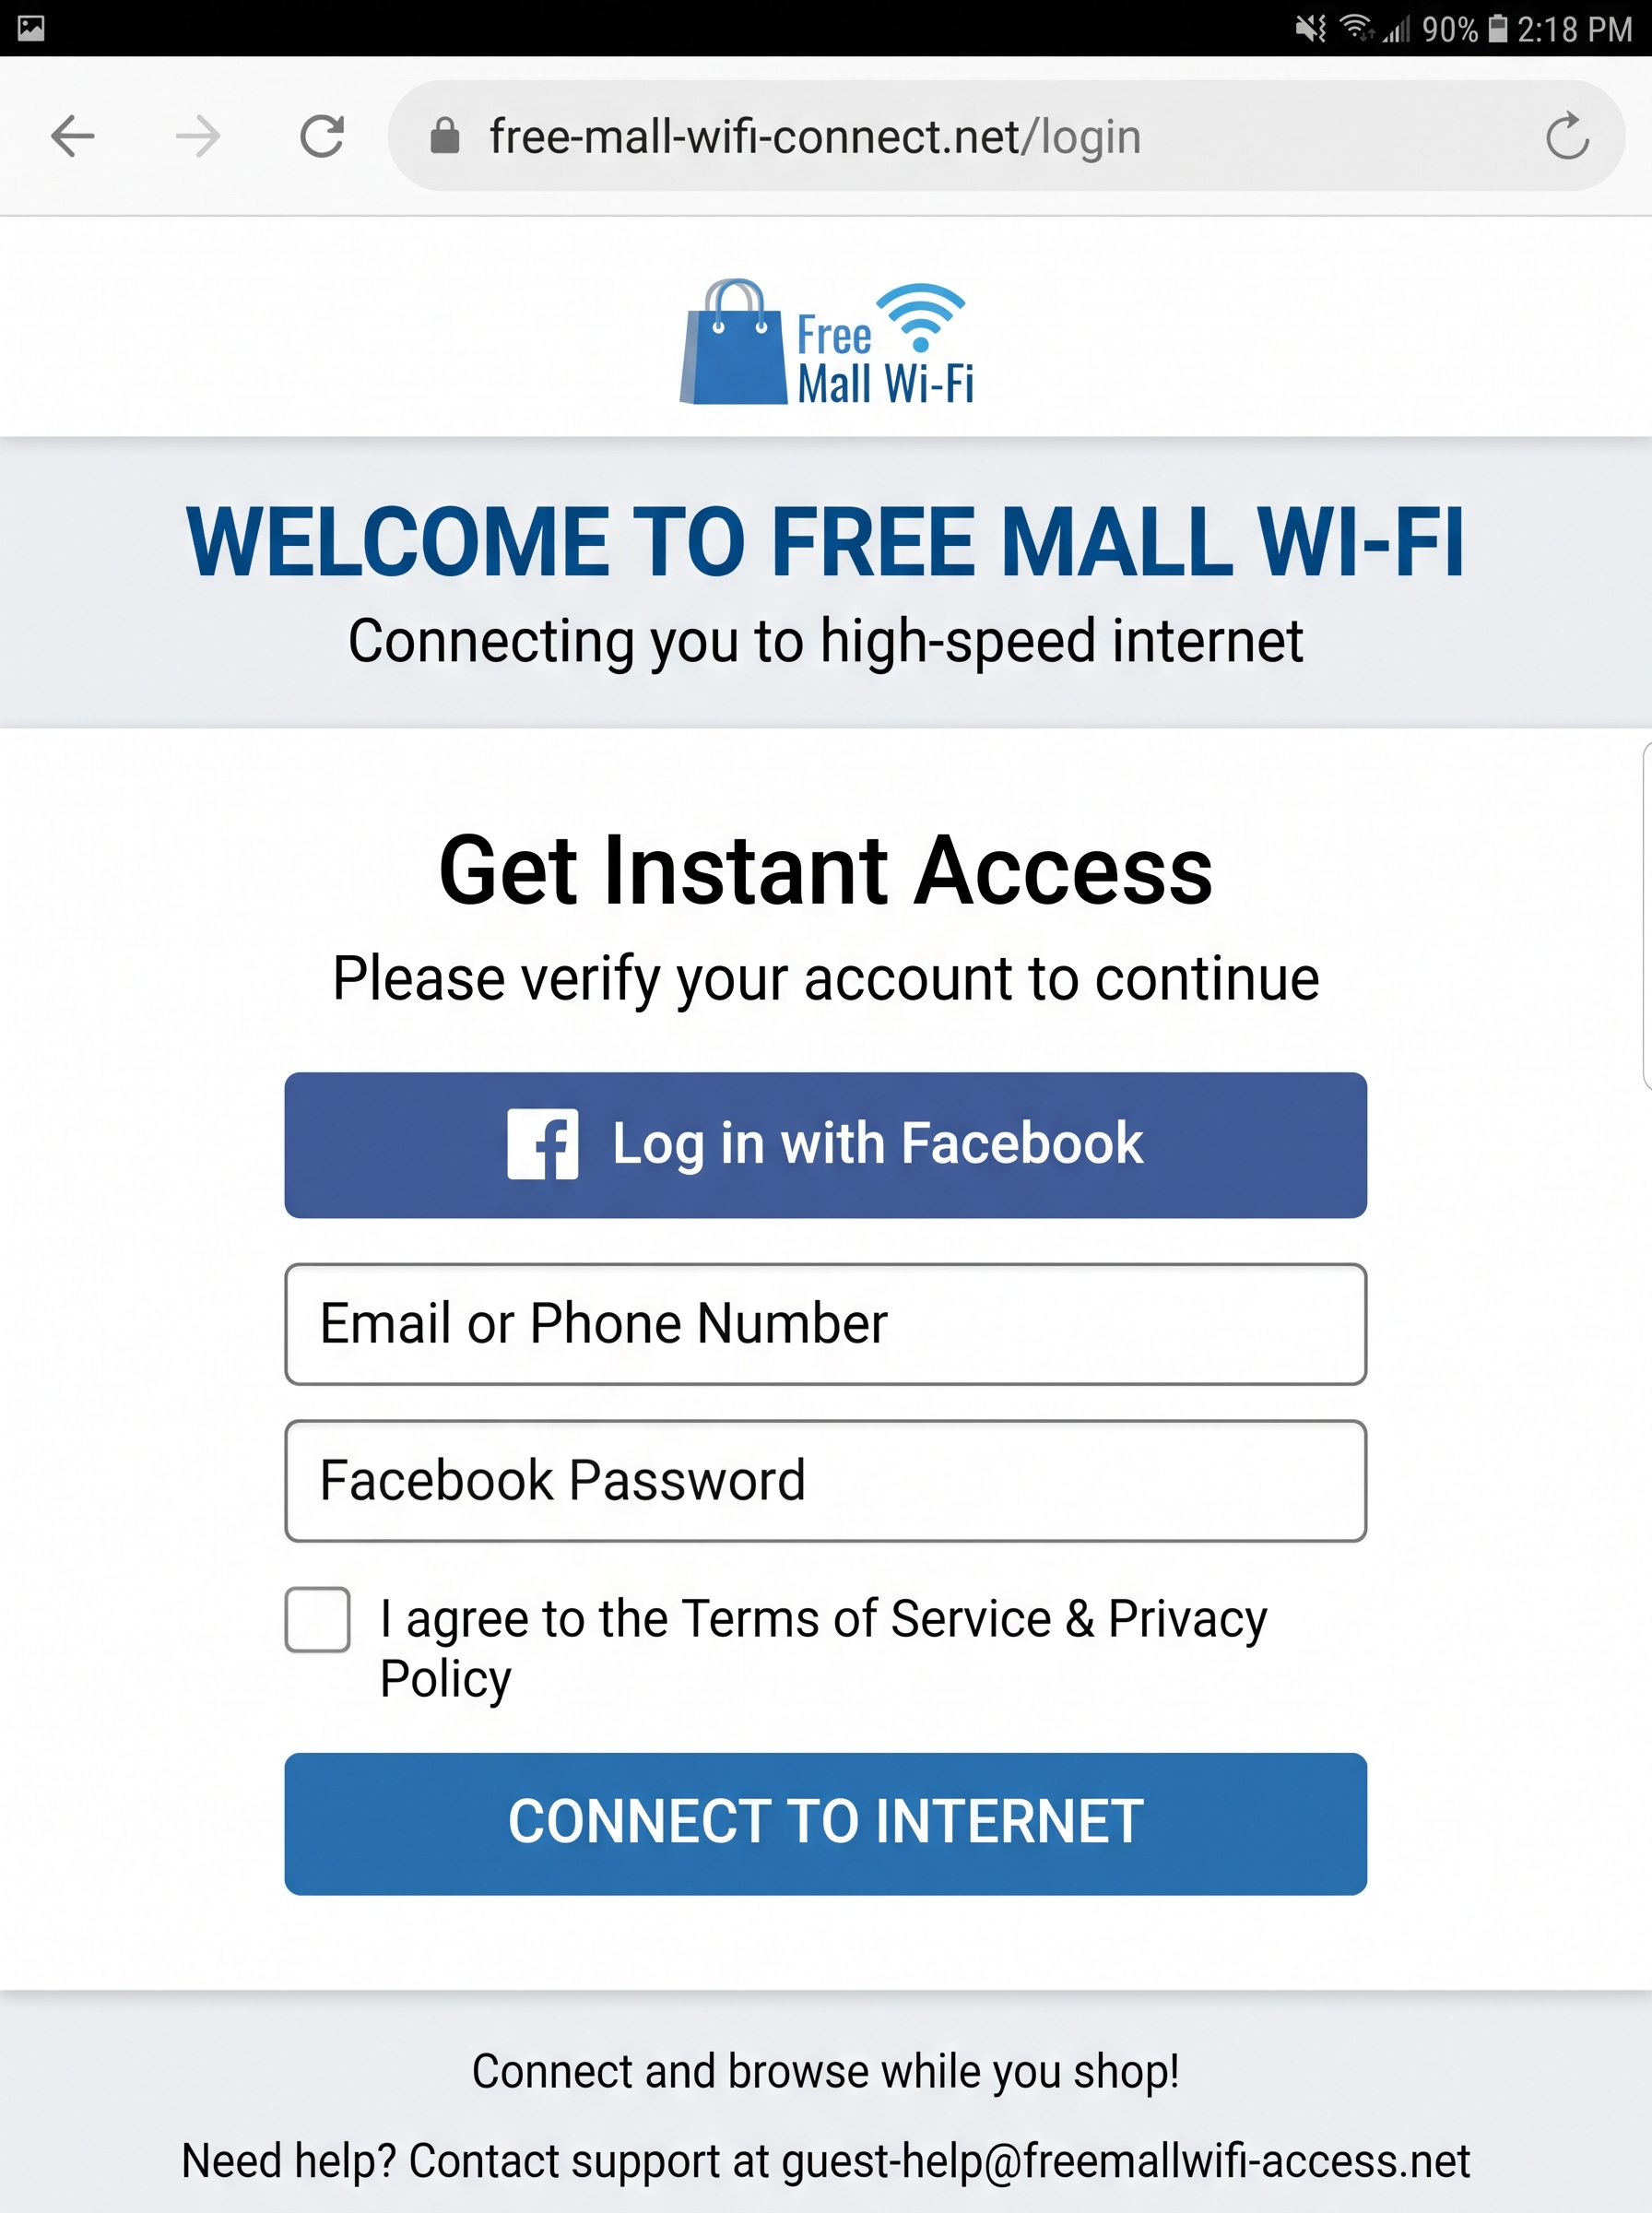 90% 2:18 PM
free-mall-wifi-connect.net/login
Free
Mall Wi-Fi
WELCOME TO FREE MALL WI-FI
Connecting you to high-speed internet
Get Instant Access
Please verify your account to continue
f Log in with Facebook
Email or Phone Number
Facebook Password
I agree to the Terms of Service & Privacy
Policy
CONNECT TO INTERNET
Connect and browse while you shop!
Need help? Contact support at guest-help@freemallwifi-access.net